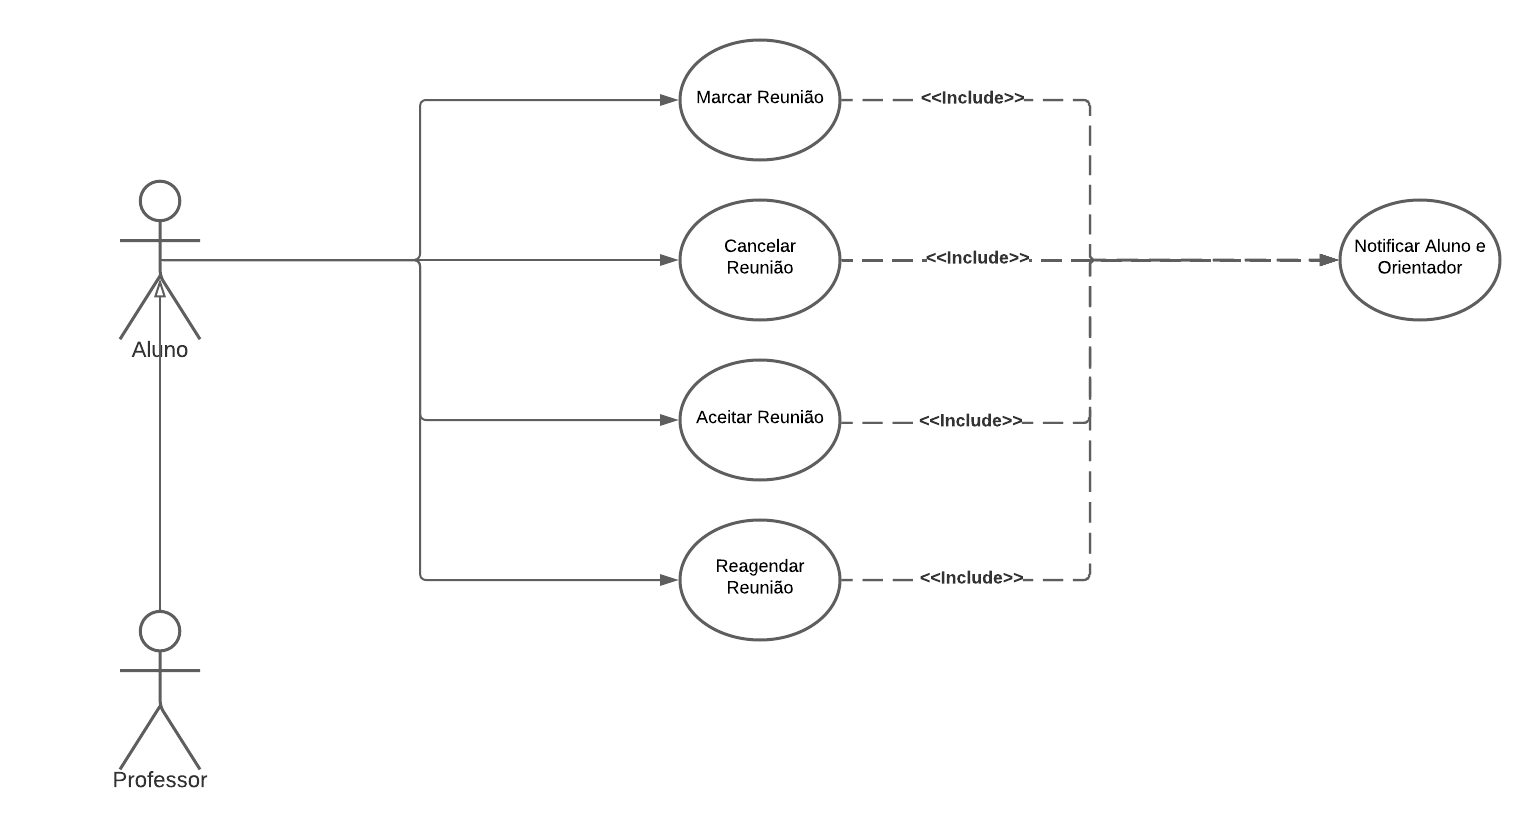 Marcar Reunião
<<Include>>
Cancelar
Reunião
<<Include>>
Notificar Aluno e
Orientador
Aluno
Aceitar Reunião
<<Include>>
Reagendar
Reunião
<<Include>>
Professor